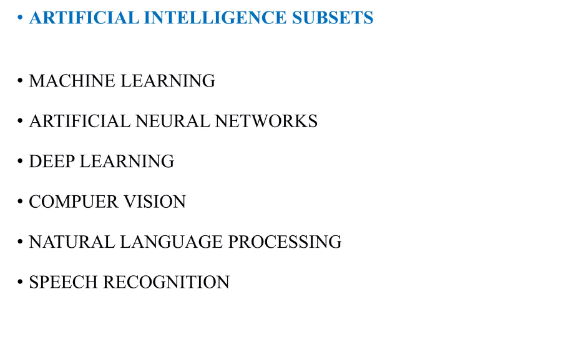 • ARTIFICIAL INTELLIGENCE SUBSETS
• MACHINE LEARNING
• ARTIFICIAL NEURAL NETWORKS
• DEEP LEARNING
• COMPUER VISION
• NATURAL LANGUAGE PROCESSING
• SPEECH RECOGNITION